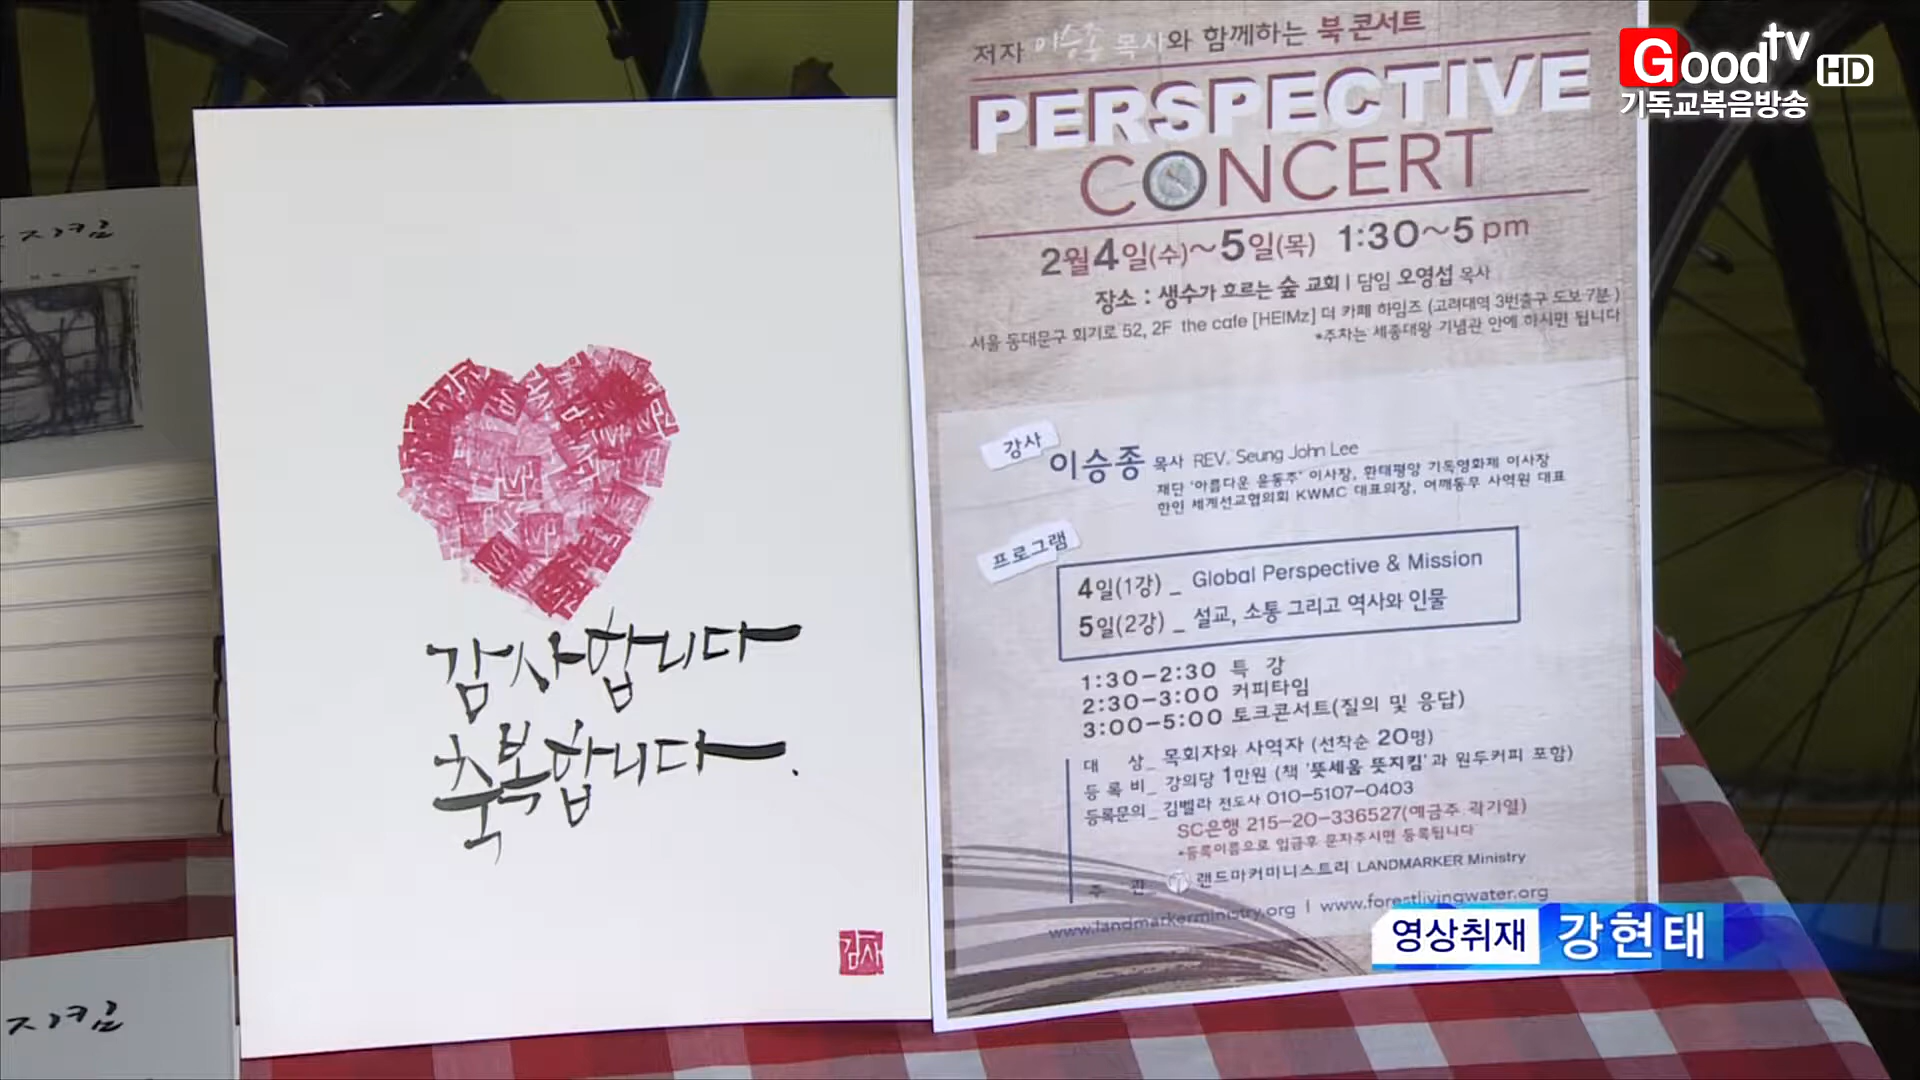 Good tv HD
기독교복음방송
저자 이승종 목사와 함께하는 북 콘서트
PERSPECTIVE
CONCERT
2월 4일(수)~5일(목) 1:30~5 pm
장소 : 생수가 흐르는 숲 교회 | 담임 오영섭 목사
서울 동대문구 회기로 52, 2F the cafe [HEIMz] 더 카페 하임즈 (고려대역 3번출구 도보 7분)
*주차는 세종대왕 기념관 안에 하시면 됩니다
강사
이승종 목사 REV. Seung John Lee
재단 '아름다운 윤동주' 이사장, 환태평양 기독영화제 이사장
한인 세계선교협의회 KWMC 대표의장, 어깨동무 사역원 대표
프로그램
4일(1강) _ Global Perspective & Mission
5일(2강) _ 설교, 소통 그리고 역사와 인물
1:30-2:30 특 강
2:30-3:00 커피타임
3:00-5:00 토크콘서트(질의 및 응답)
대 상_ 목회자와 사역자 (선착순 20명)
등 록 비_ 강의당 1만원 (책 '뜻세움 뜻지킴'과 원두커피 포함)
등록문의_ 김벨라 전도사 010-5107-0403
SC은행 215-20-336527(예금주 곽기열)
*등록이름으로 입금후 문자주시면 등록됩니다
주 관_ 랜드마커미니스트리 LANDMARKER Ministry
www.landmarkerministry.org | www.forestlivingwater.org
감사합니다
축복합니다.
감사
지킴
지킴
영상취재 강현태